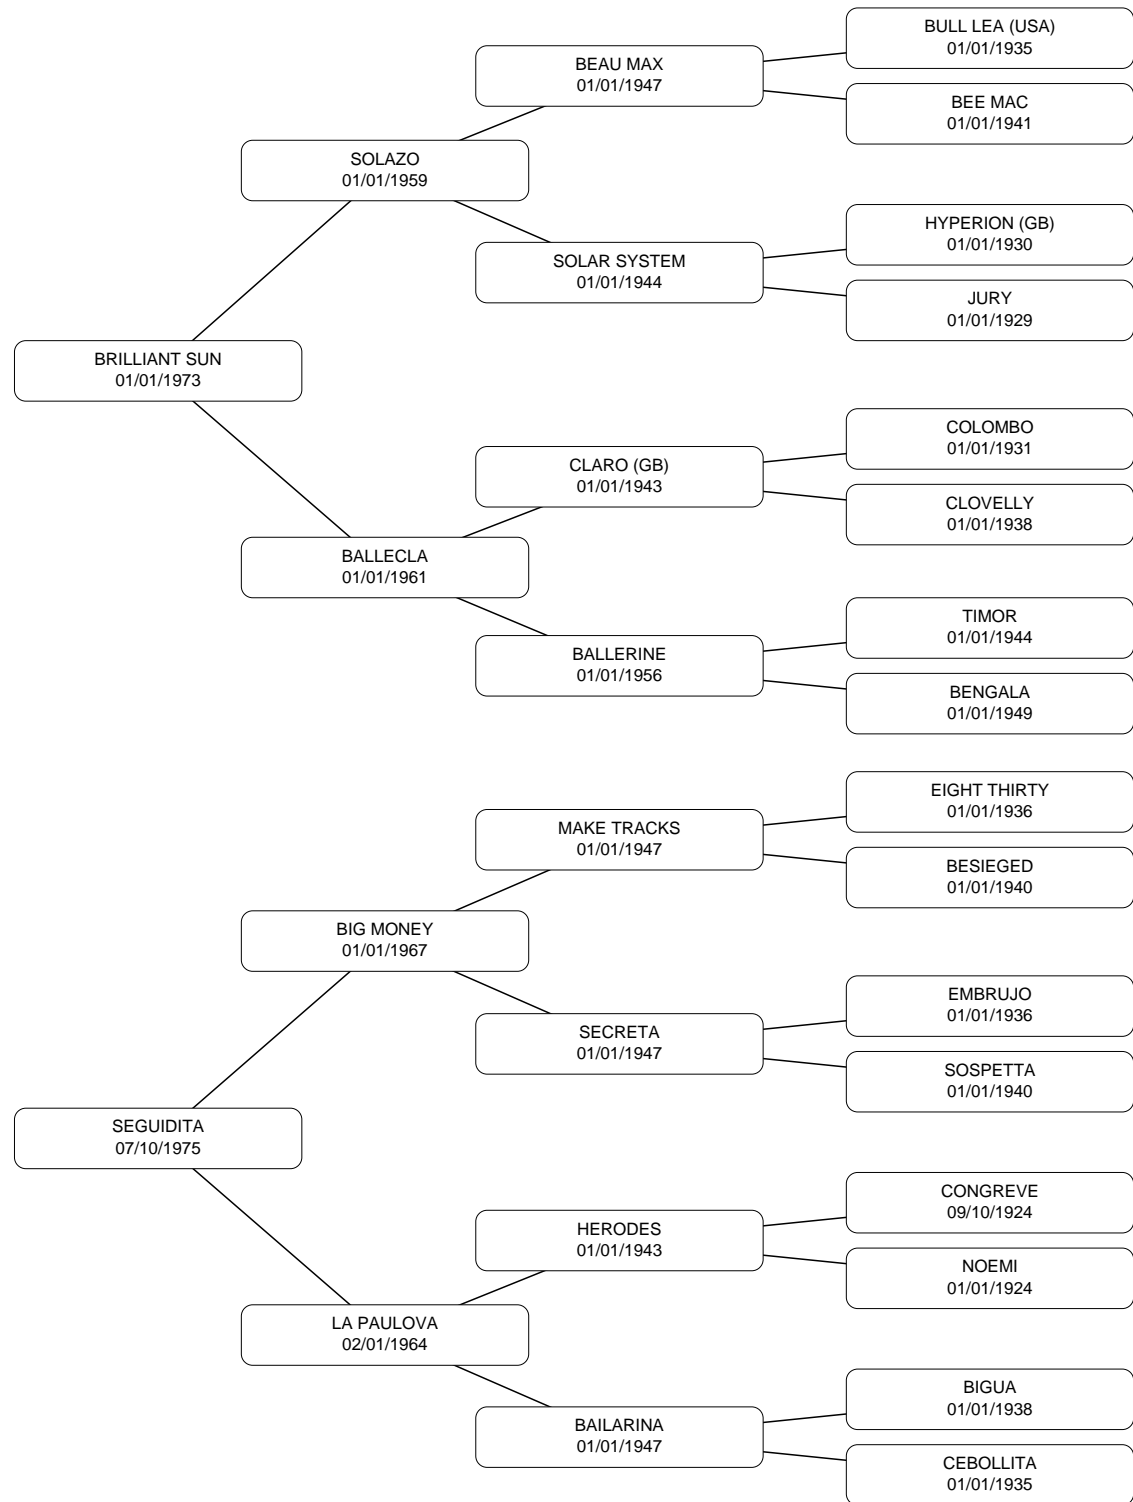 BULL LEA (USA)
01/01/1935
BEAU MAX
01/01/1947
BEE MAC
01/01/1941
SOLAZO
01/01/1959
HYPERION (GB)
01/01/1930
SOLAR SYSTEM
01/01/1944
JURY
01/01/1929
BRILLIANT SUN
01/01/1973
COLOMBO
01/01/1931
CLARO (GB)
01/01/1943
CLOVELLY
01/01/1938
BALLECLA
01/01/1961
TIMOR
01/01/1944
BALLERINE
01/01/1956
BENGALA
01/01/1949
EIGHT THIRTY
01/01/1936
MAKE TRACKS
01/01/1947
BESIEGED
01/01/1940
BIG MONEY
01/01/1967
EMBRUJO
01/01/1936
SECRETA
01/01/1947
SOSPETTA
01/01/1940
SEGUIDITA
07/10/1975
CONGREVE
09/10/1924
HERODES
01/01/1943
NOEMI
01/01/1924
LA PAULOVA
02/01/1964
BIGUA
01/01/1938
BAILARINA
01/01/1947
CEBOLLITA
01/01/1935